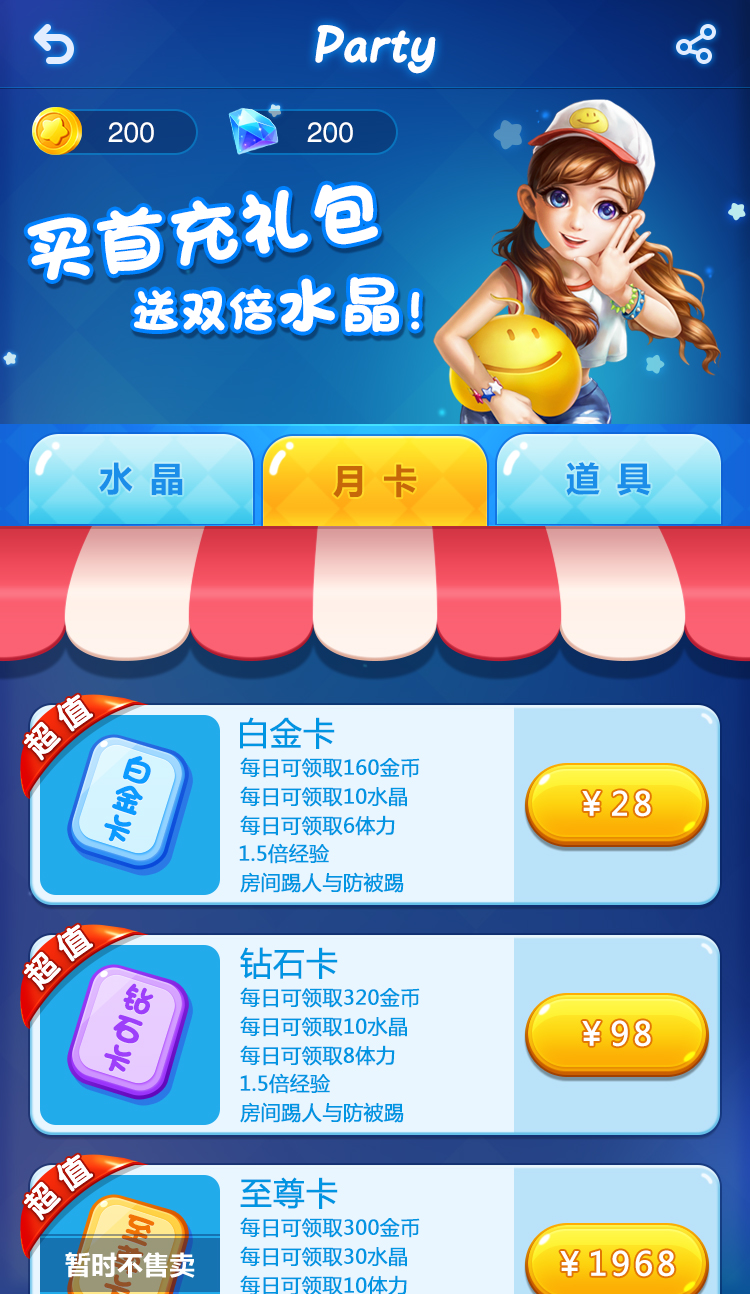 Party
200
200
买首充礼包
送双倍水晶!
水晶
月卡
道具
超值
白金卡
白金卡
每日可领取160金币
每日可领取10水晶
每日可领取6体力
1.5倍经验
房间踢人与防被踢
¥28
超值
钻石卡
钻石卡
每日可领取320金币
每日可领取10水晶
每日可领取8体力
1.5倍经验
房间踢人与防被踢
¥98
超值
暂时不售卖
至尊卡
每日可领取300金币
每日可领取30水晶
每日可领取10体力
¥1968